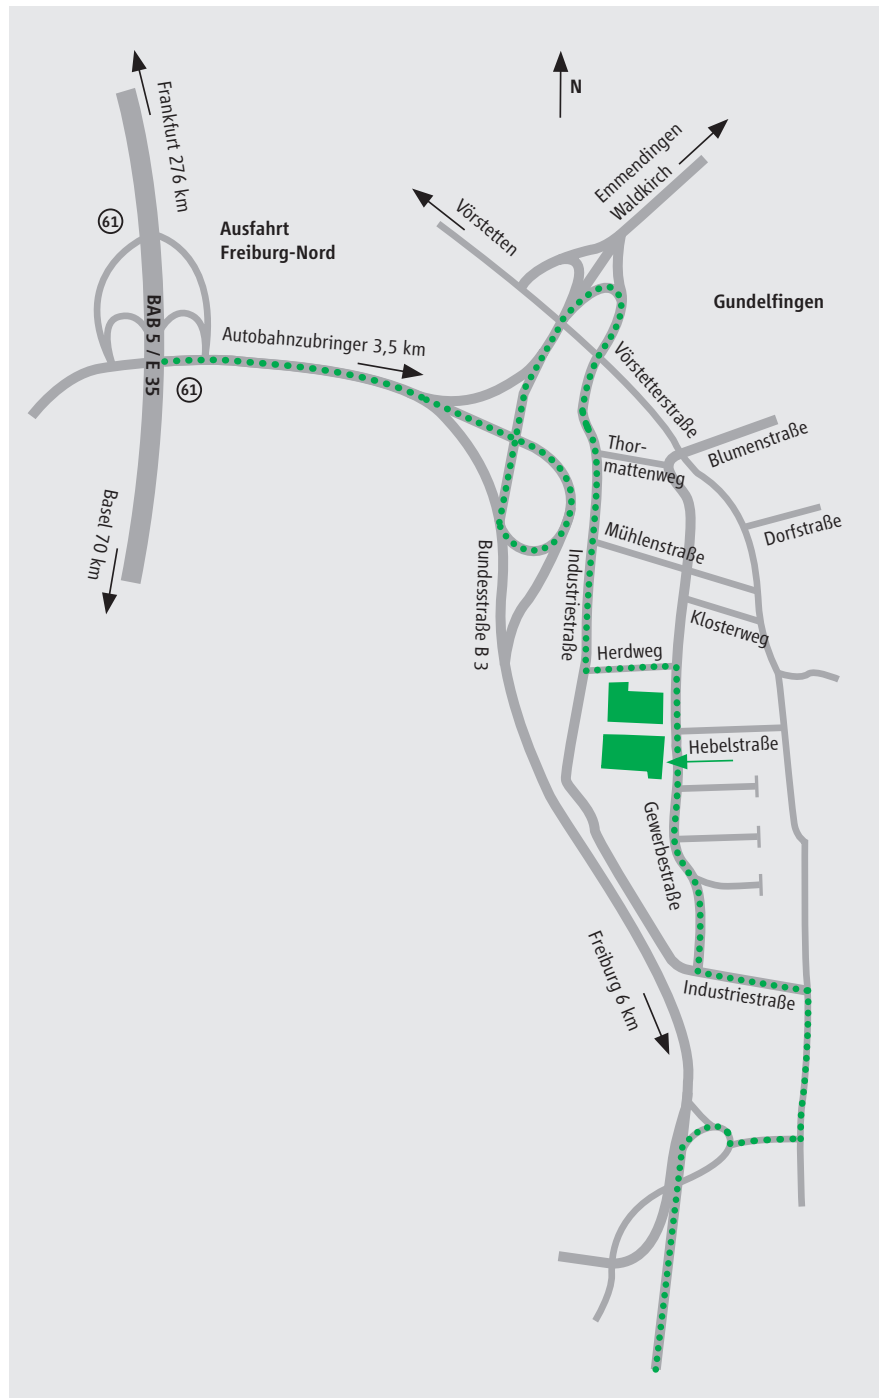 Frankfurt 276 km
N
Emmendingen
Waldkirch
Vörstetten
61
Ausfahrt
Freiburg-Nord
Gundelfingen
BAB 5 / E 35
Autobahnzubringer 3,5 km
61
Vörstetterstraße
Blumenstraße
Thor-
mattenweg
Basel 70 km
Dorfstraße
Mühlenstraße
Bundesstraße B 3
Industriestraße
Klosterweg
Herdweg
Hebelstraße
Gewerbestraße
Freiburg 6 km
Industriestraße